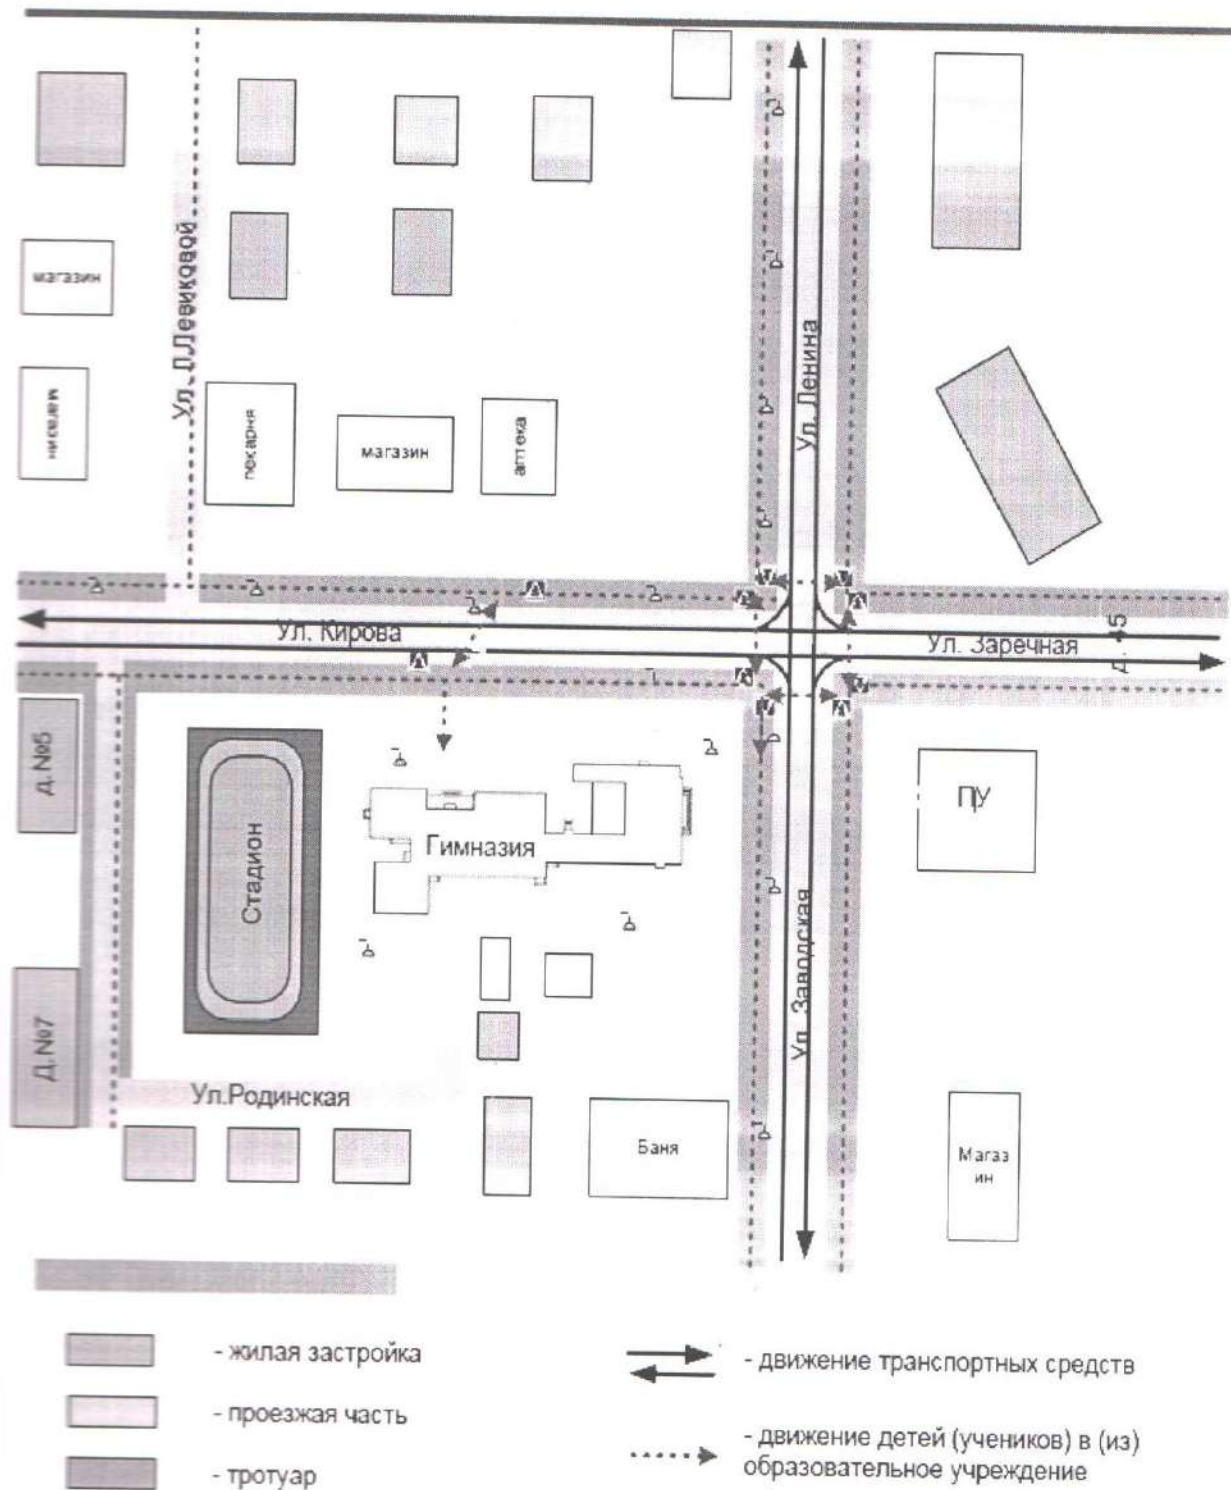 магазин
Ул. Л.Левиковой
магазин
пекарня
магазин
аптека
Ул. Ленина
Ул. Кирова
Ул. Заречная
Д. 45
Д.№5
Стадион
Гимназия
ПУ
Д.№7
Ул. Заводская
Ул.Родинская
Баня
Магаз
ин
- жилая застройка
- движение транспортных средств
- проезжая часть
- движение детей (учеников) в (из)
образовательное учреждение
- тротуар